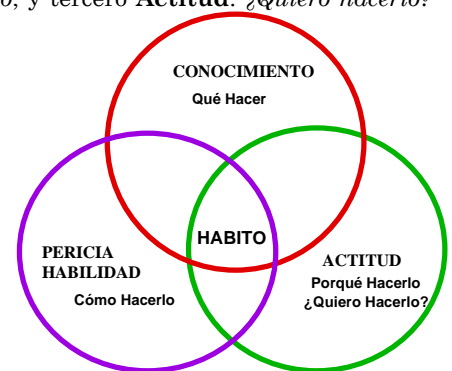 o, y tercero Actitud: ¿Quiero hacerlo?
CONOCIMIENTO
Qué Hacer
HABITO
PERICIA
HABILIDAD
Cómo Hacerlo
ACTITUD
Porqué Hacerlo
¿Quiero Hacerlo?